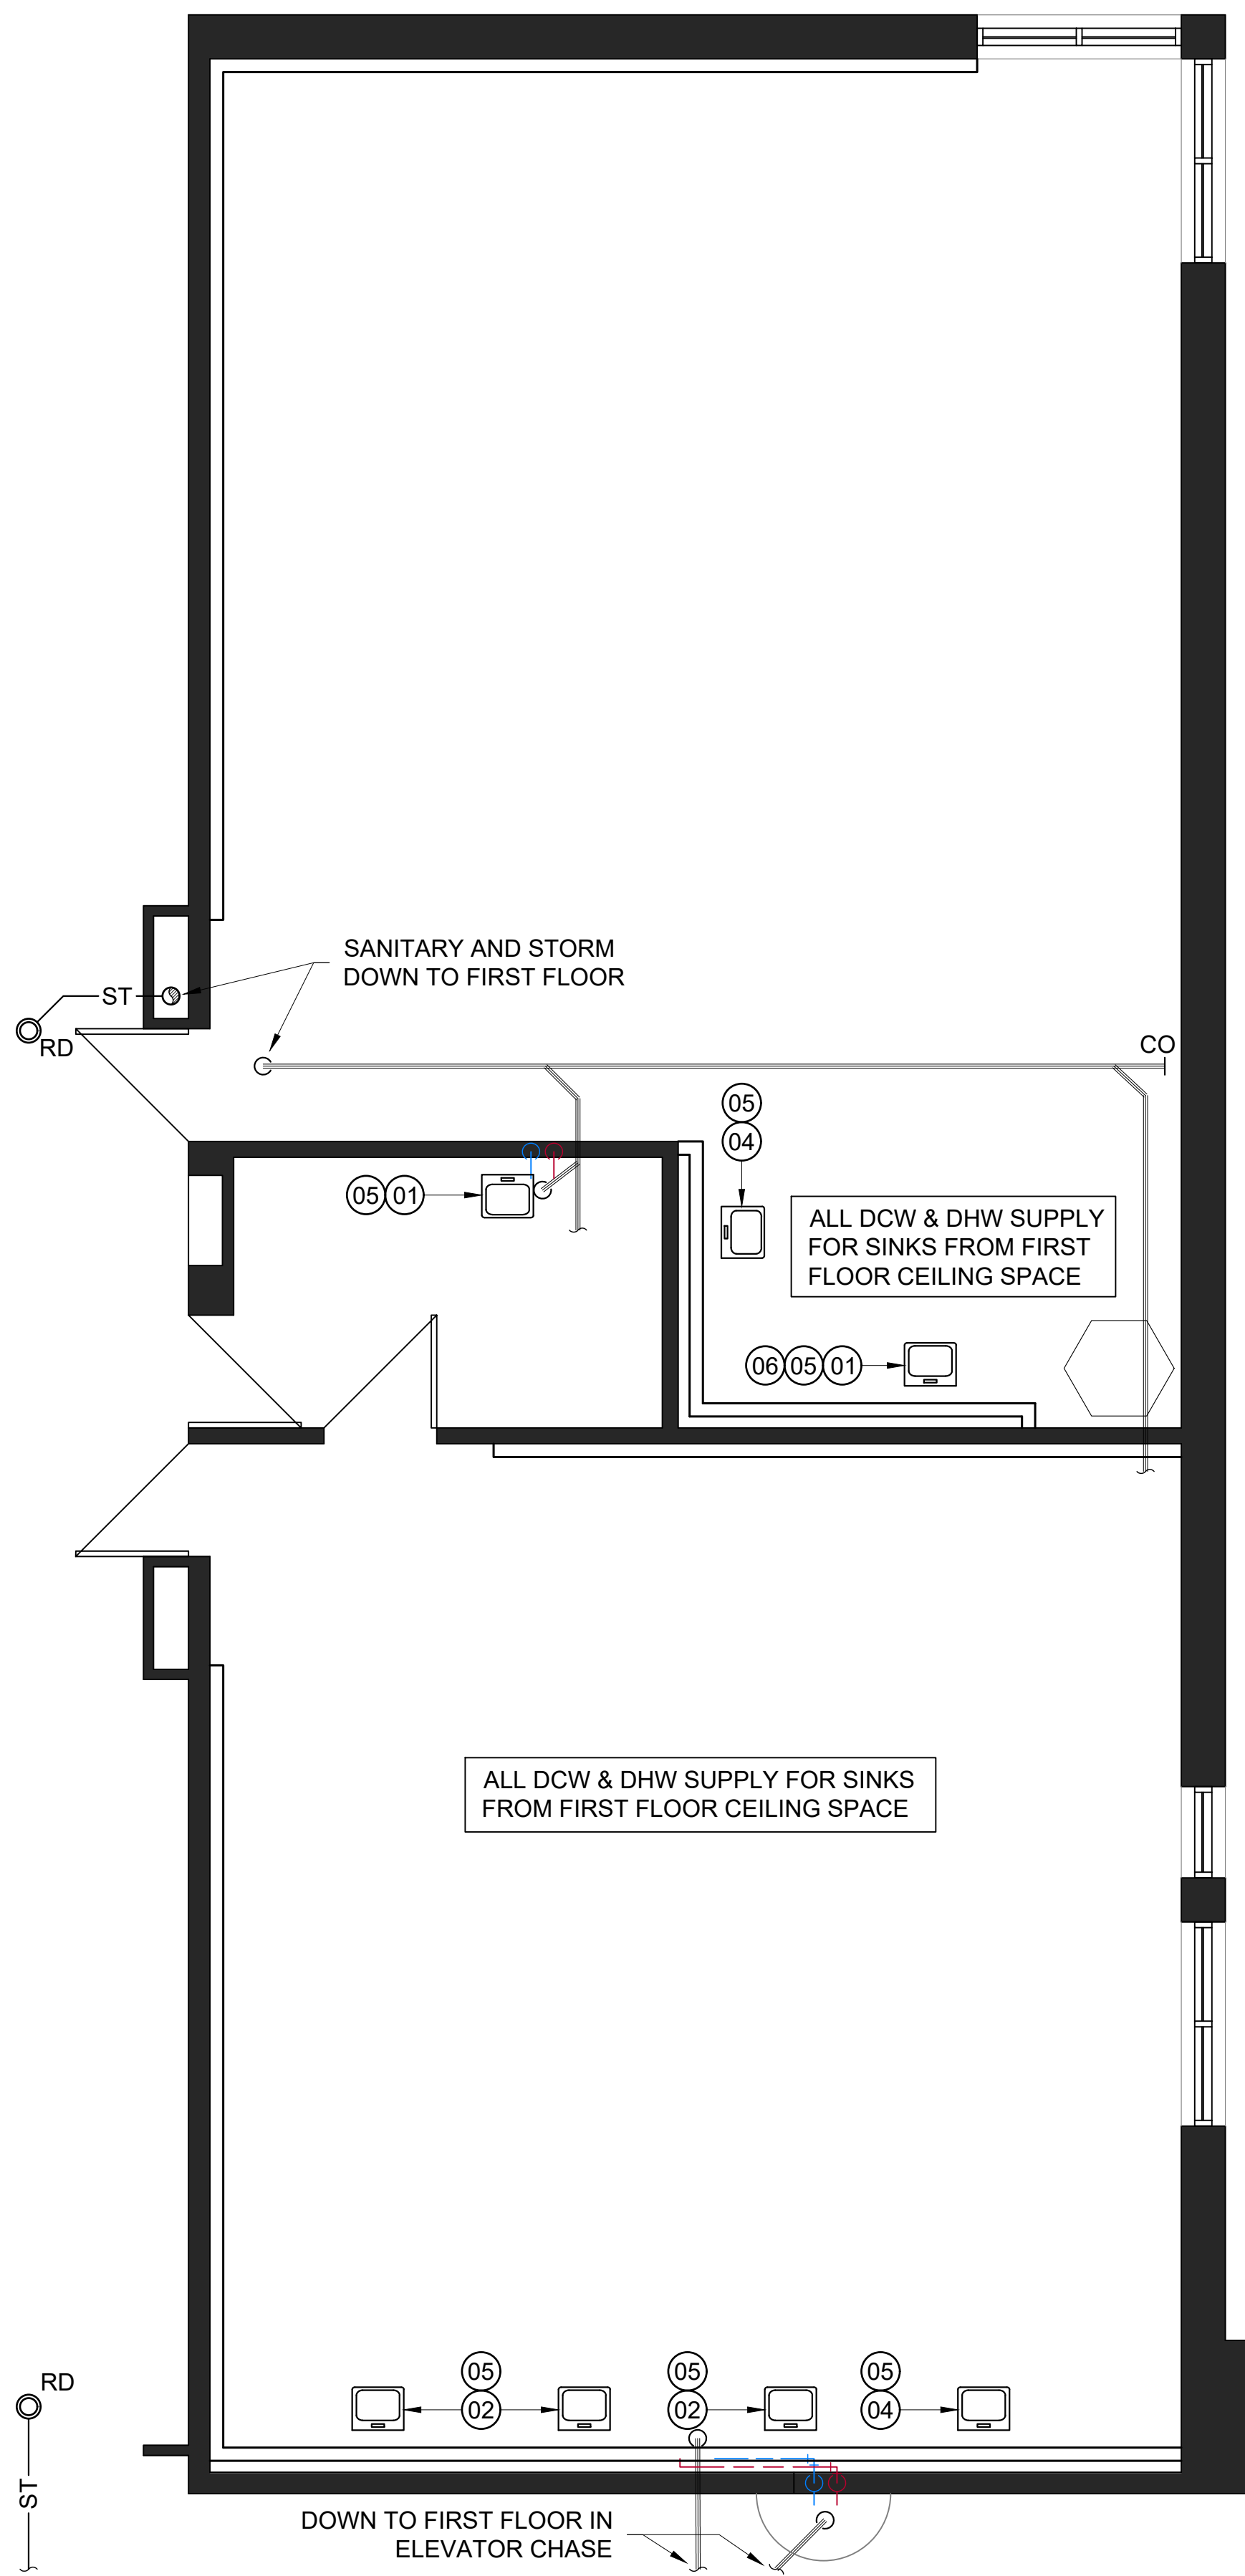 SANITARY AND STORM
DOWN TO FIRST FLOOR
ST
RD
CO
05
04
05 01
ALL DCW & DHW SUPPLY
FOR SINKS FROM FIRST
FLOOR CEILING SPACE
06 05 01
ALL DCW & DHW SUPPLY FOR SINKS
FROM FIRST FLOOR CEILING SPACE
RD
05
02
05
02
05
04
ST
DOWN TO FIRST FLOOR IN
ELEVATOR CHASE